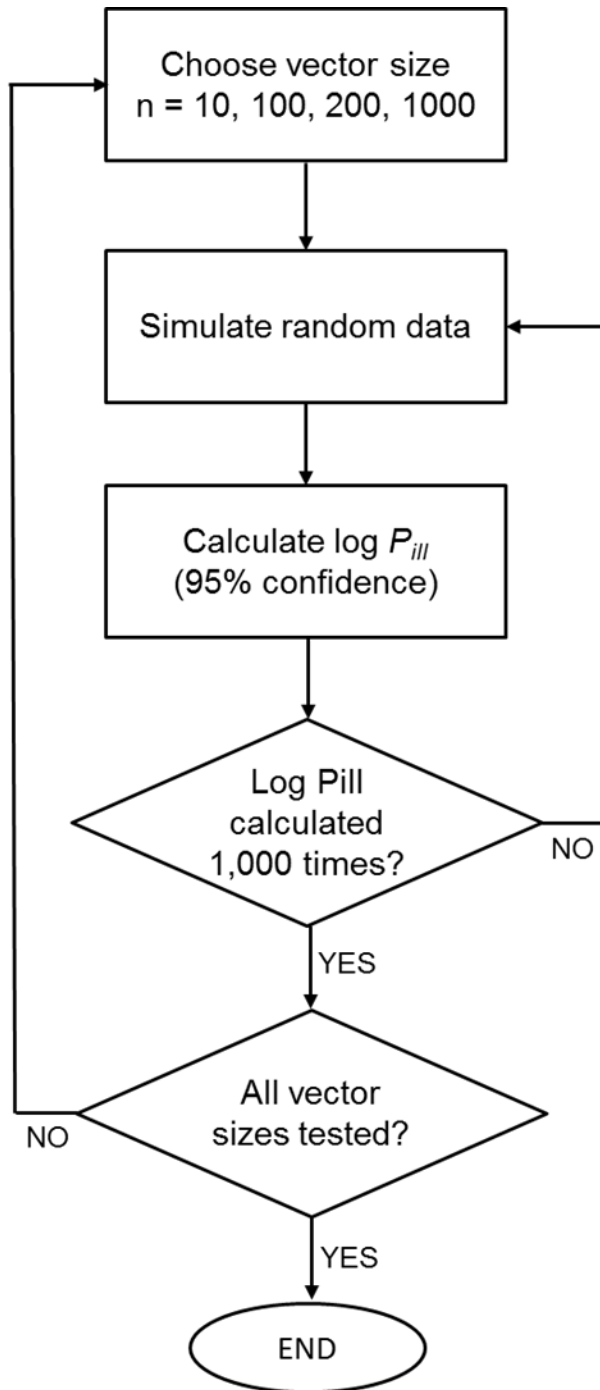 Choose vector size
n = 10, 100, 200, 1000
Simulate random data
Calculate log P_ill
(95% confidence)
Log Pill
calculated
1,000 times?
NO
YES
All vector
sizes tested?
NO
YES
END